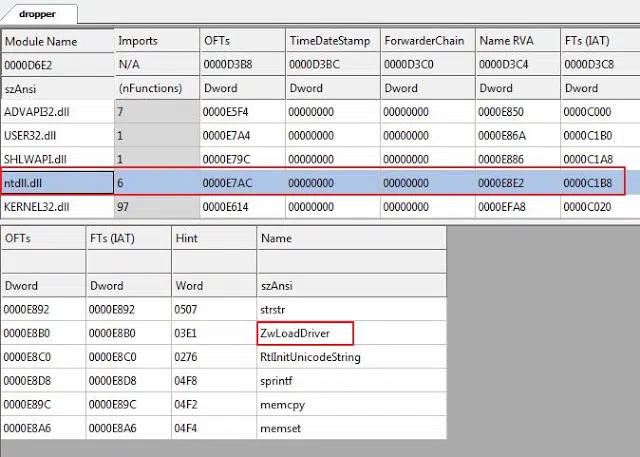 dropper
Module Name Imports OFTs TimeDateStamp ForwarderChain Name RVA FTs (IAT)
0000D6E2 N/A 0000D3B8 0000D3BC 0000D3C0 0000D3C4 0000D3C8
szAnsi (nFunctions) Dword Dword Dword Dword Dword
ADVAPI32.dll 7 0000E5F4 00000000 00000000 0000E850 0000C000
USER32.dll 1 0000E7A4 00000000 00000000 0000E86A 0000C1B0
SHLWAPI.dll 1 0000E79C 00000000 00000000 0000E886 0000C1A8
ntdll.dll 6 0000E7AC 00000000 00000000 0000E8E2 0000C1B8
KERNEL32.dll 97 0000E614 00000000 00000000 0000EFA8 0000C020
OFTs FTs (IAT) Hint Name
Dword Dword Word szAnsi
0000E892 0000E892 0507 strstr
0000E8B0 0000E8B0 03E1 ZwLoadDriver
0000E8C0 0000E8C0 0276 RtlInitUnicodeString
0000E8D8 0000E8D8 04F8 sprintf
0000E89C 0000E89C 04F2 memcpy
0000E8A6 0000E8A6 04F4 memset